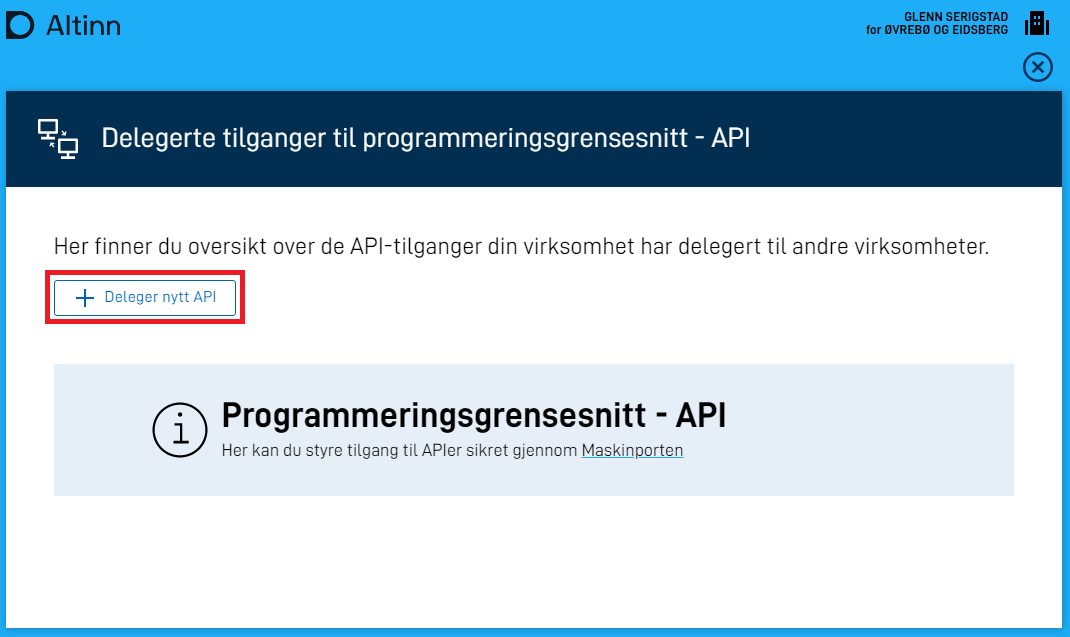 Altinn
GLENN SERIGSTAD
for ØVREBØ OG EIDSBERG
Delegerte tilganger til programmeringsgrensesnitt - API
Her finner du oversikt over de API-tilganger din virksomhet har delegert til andre virksomheter.
Deleger nytt API
Programmeringsgrensesnitt - API
Her kan du styre tilgang til APIer sikret gjennom Maskinporten